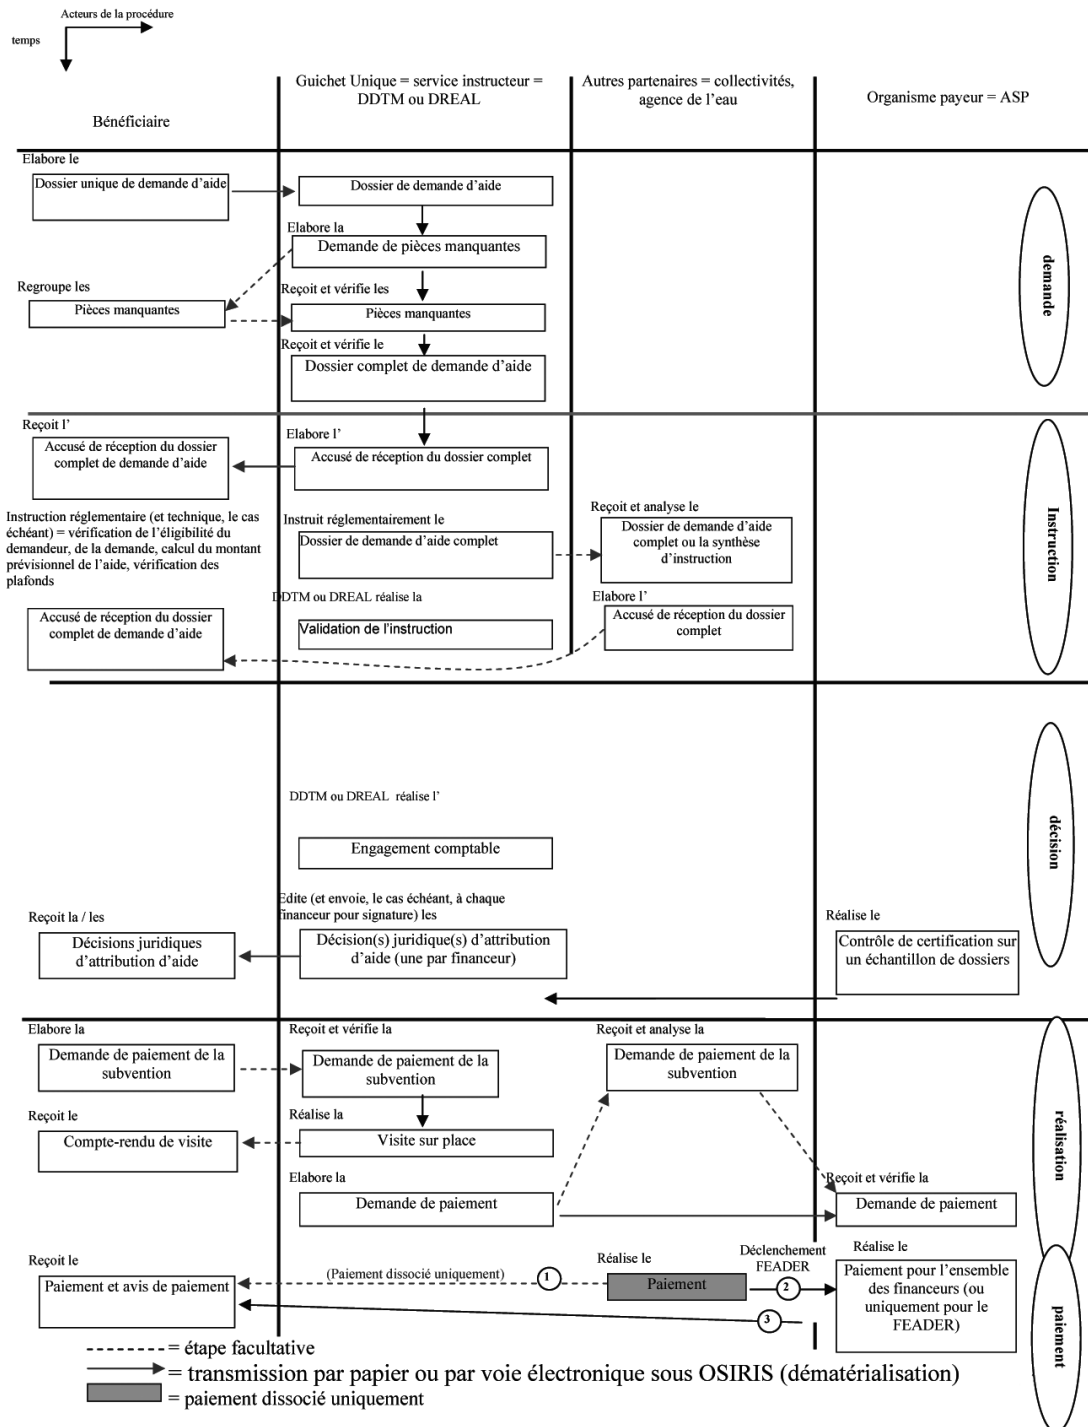 Acteurs de la procédure
temps
Bénéficiaire
Guichet Unique = service instructeur =
DDTM ou DREAL
Autres partenaires = collectivités,
agence de l'eau
Organisme payeur = ASP
Elabore le
Dossier unique de demande d'aide
Dossier de demande d'aide
Elabore la
Demande de pièces manquantes
Regroupe les
Pièces manquantes
Reçoit et vérifie les
Pièces manquantes
Reçoit et vérifie le
Dossier complet de demande d'aide
demande
Reçoit l'
Accusé de réception du dossier
complet de demande d'aide
Elabore l'
Accusé de réception du dossier complet
Instruction réglementaire (et technique, le cas
échéant) = vérification de l'éligibilité du
demandeur, de la demande, calcul du montant
prévisionnel de l'aide, vérification des
plafonds
Instruit réglementairement le
Dossier de demande d'aide complet
Reçoit et analyse le
Dossier de demande d'aide
complet ou la synthèse
d'instruction
DDTM ou DREAL réalise la
Validation de l'instruction
Elabore l'
Accusé de réception du dossier
complet
Accusé de réception du dossier
complet de demande d'aide
Instruction
DDTM ou DREAL réalise l'
Engagement comptable
Edite (et envoie, le cas échéant, à chaque
financeur pour signature) les
Décision(s) juridique(s) d'attribution
d'aide (une par financeur)
Reçoit la / les
Décisions juridiques
d'attribution d'aide
Réalise le
Contrôle de certification sur
un échantillon de dossiers
décision
Elabore la
Demande de paiement de la
subvention
Reçoit et vérifie la
Demande de paiement de la
subvention
Reçoit et analyse la
Demande de paiement de la
subvention
Reçoit le
Compte-rendu de visite
Réalise la
Visite sur place
Elabore la
Demande de paiement
Reçoit et vérifie la
Demande de paiement
réalisation
Reçoit le
Paiement et avis de paiement
(Paiement dissocié uniquement)
1
Réalise le
Paiement
Déclenchement
FEADER
2
Réalise le
Paiement pour l'ensemble
des financeurs (ou
uniquement pour le
FEADER)
3
paiement
= étape facultative
= transmission par papier ou par voie électronique sous OSIRIS (dématérialisation)
= paiement dissocié uniquement